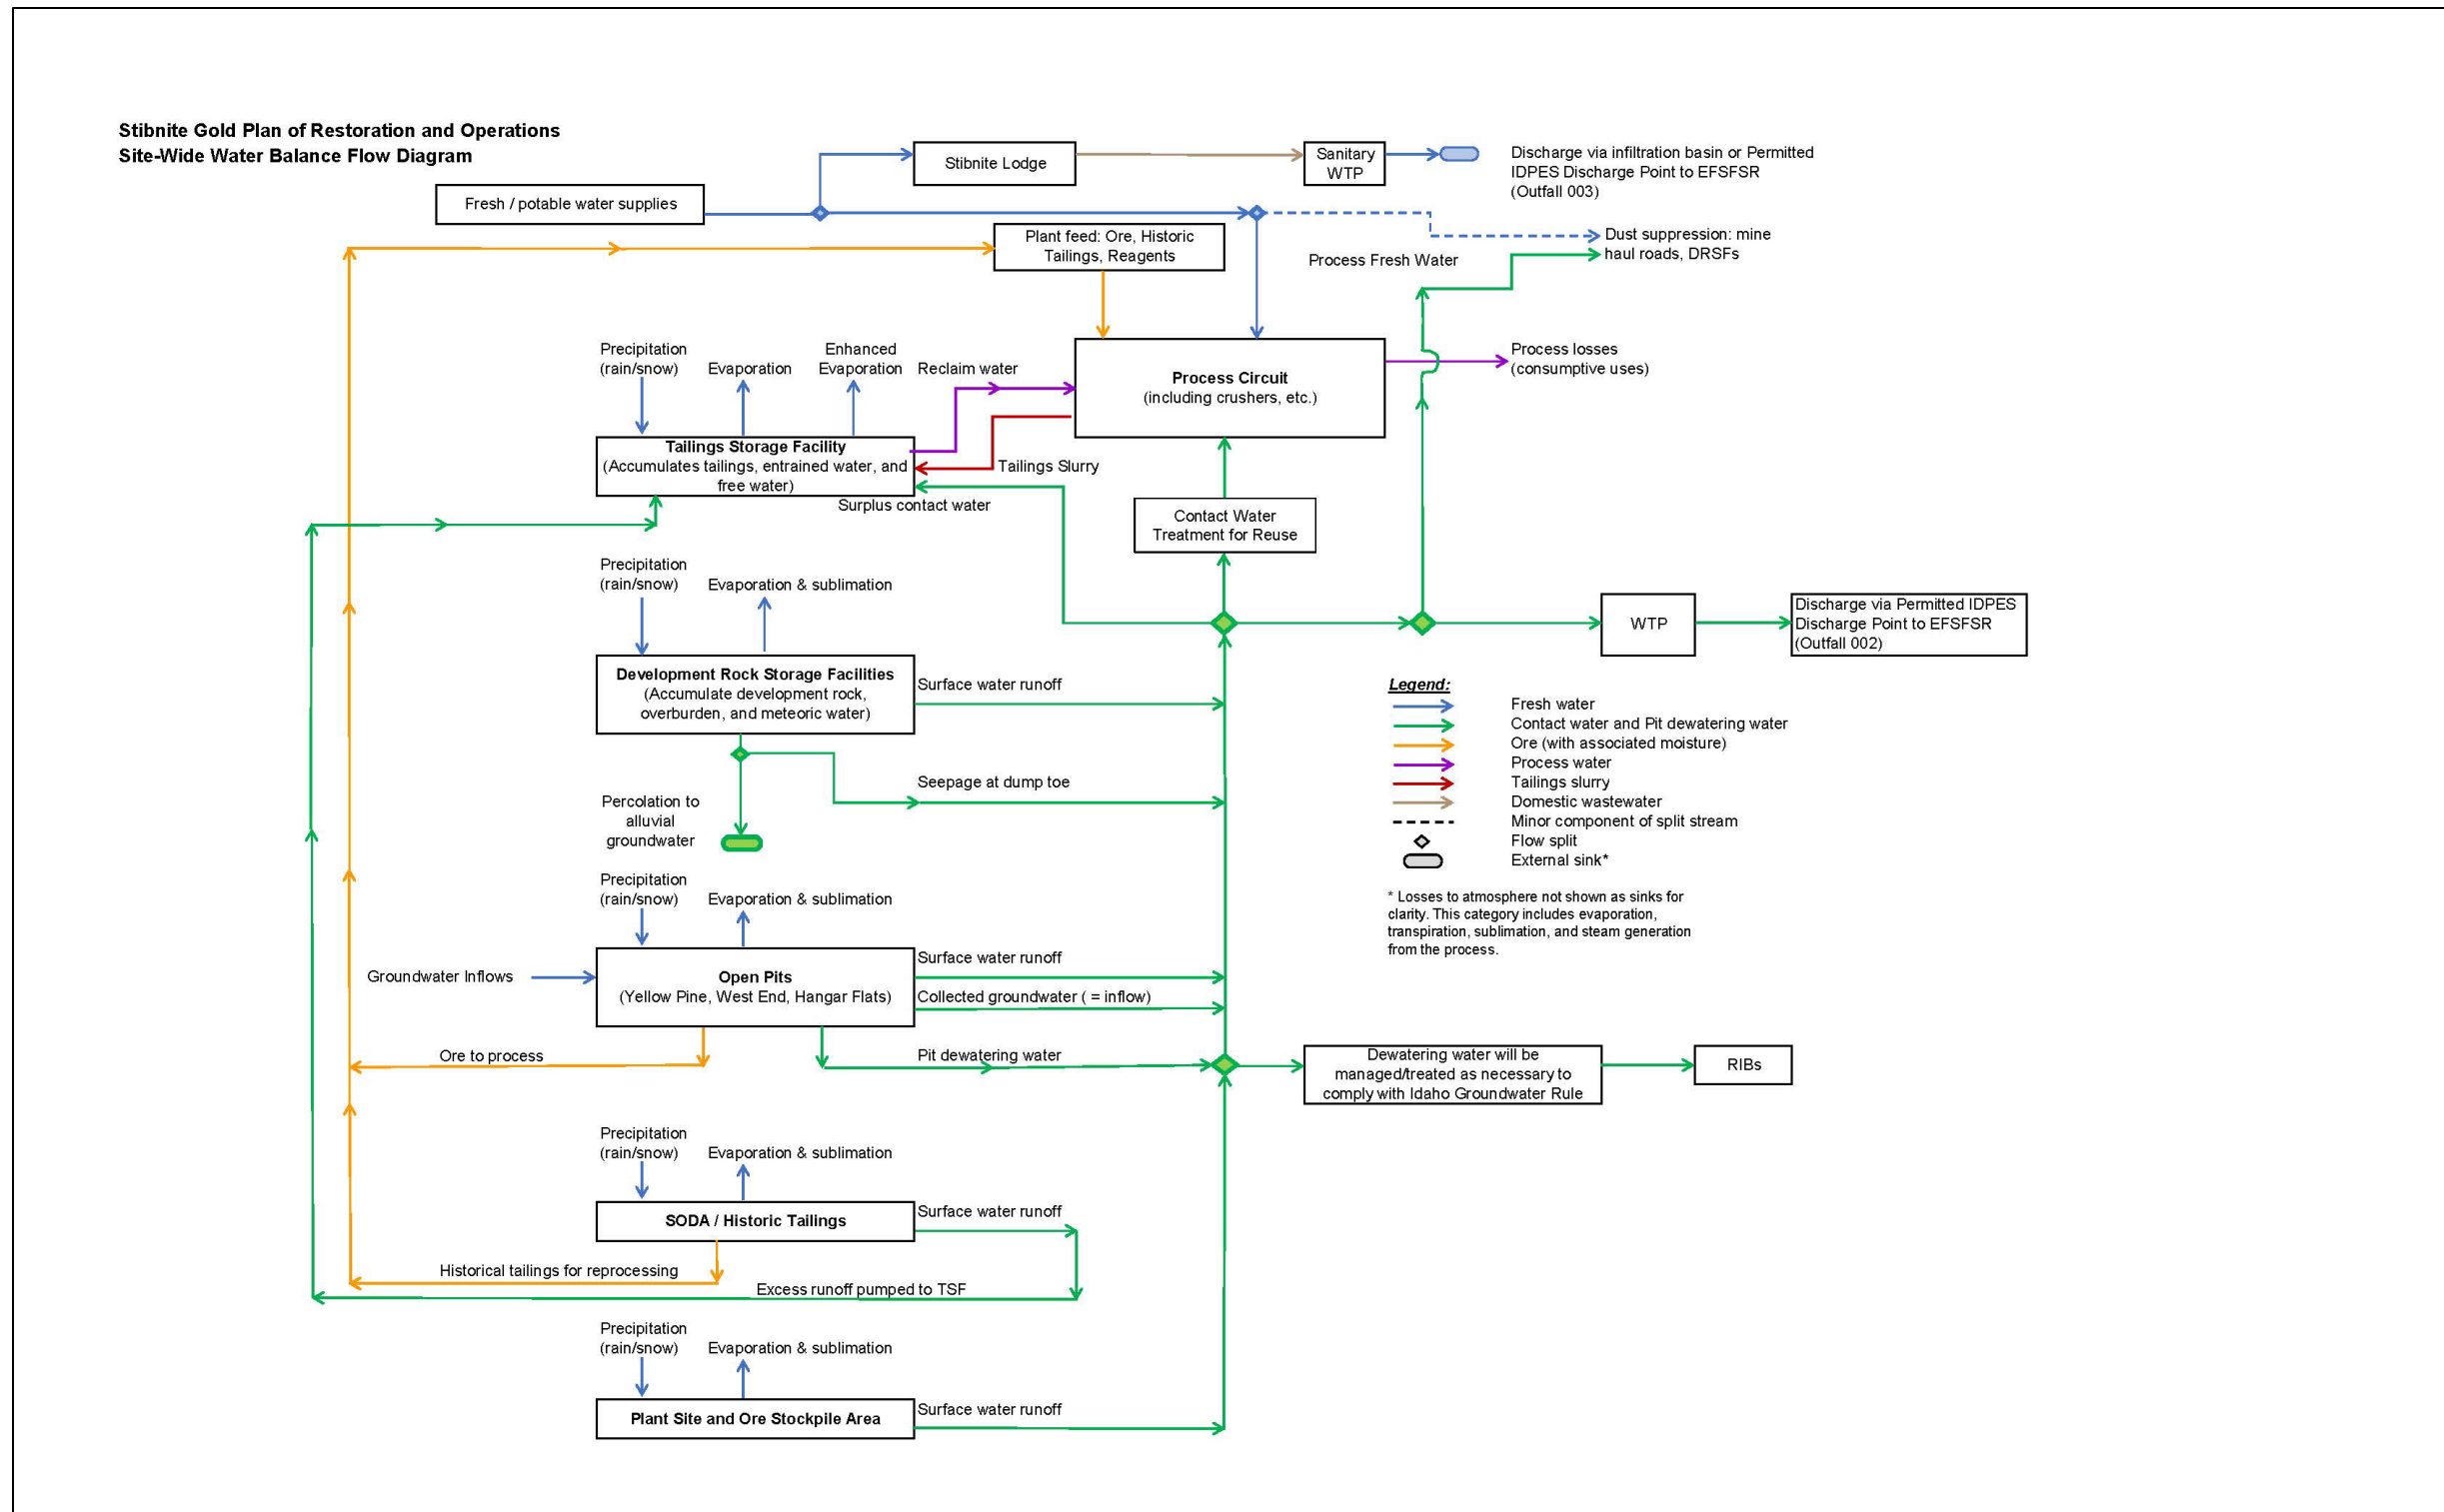 Stibnite Gold Plan of Restoration and Operations
Site-Wide Water Balance Flow Diagram
Fresh / potable water supplies
Stibnite Lodge
Sanitary
WTP
Discharge via infiltration basin or Permitted
IDPES Discharge Point to EFSFSR
(Outfall 003)
Plant feed: Ore, Historic
Tailings, Reagents
Process Fresh Water
Dust suppression: mine
haul roads, DRSFs
Precipitation
(rain/snow)
Evaporation
Enhanced
Evaporation
Reclaim water
Process Circuit
(including crushers, etc.)
Process losses
(consumptive uses)
Tailings Storage Facility
(Accumulates tailings, entrained water, and
free water)
Tailings Slurry
Surplus contact water
Contact Water
Treatment for Reuse
Precipitation
(rain/snow)
Evaporation & sublimation
WTP
Discharge via Permitted IDPES
Discharge Point to EFSFSR
(Outfall 002)
Development Rock Storage Facilities
(Accumulate development rock,
overburden, and meteoric water)
Surface water runoff
Seepage at dump toe
Percolation to
alluvial
groundwater
Legend:
Fresh water
Contact water and Pit dewatering water
Ore (with associated moisture)
Process water
Tailings slurry
Domestic wastewater
Minor component of split stream
Flow split
External sink*
* Losses to atmosphere not shown as sinks for
clarity. This category includes evaporation,
transpiration, sublimation, and steam generation
from the process.
Precipitation
(rain/snow)
Evaporation & sublimation
Groundwater Inflows
Open Pits
(Yellow Pine, West End, Hangar Flats)
Surface water runoff
Collected groundwater ( = inflow)
Ore to process
Pit dewatering water
Dewatering water will be
managed/treated as necessary to
comply with Idaho Groundwater Rule
RIBs
Precipitation
(rain/snow)
Evaporation & sublimation
SODA / Historic Tailings
Surface water runoff
Historical tailings for reprocessing
Excess runoff pumped to TSF
Precipitation
(rain/snow)
Evaporation & sublimation
Plant Site and Ore Stockpile Area
Surface water runoff